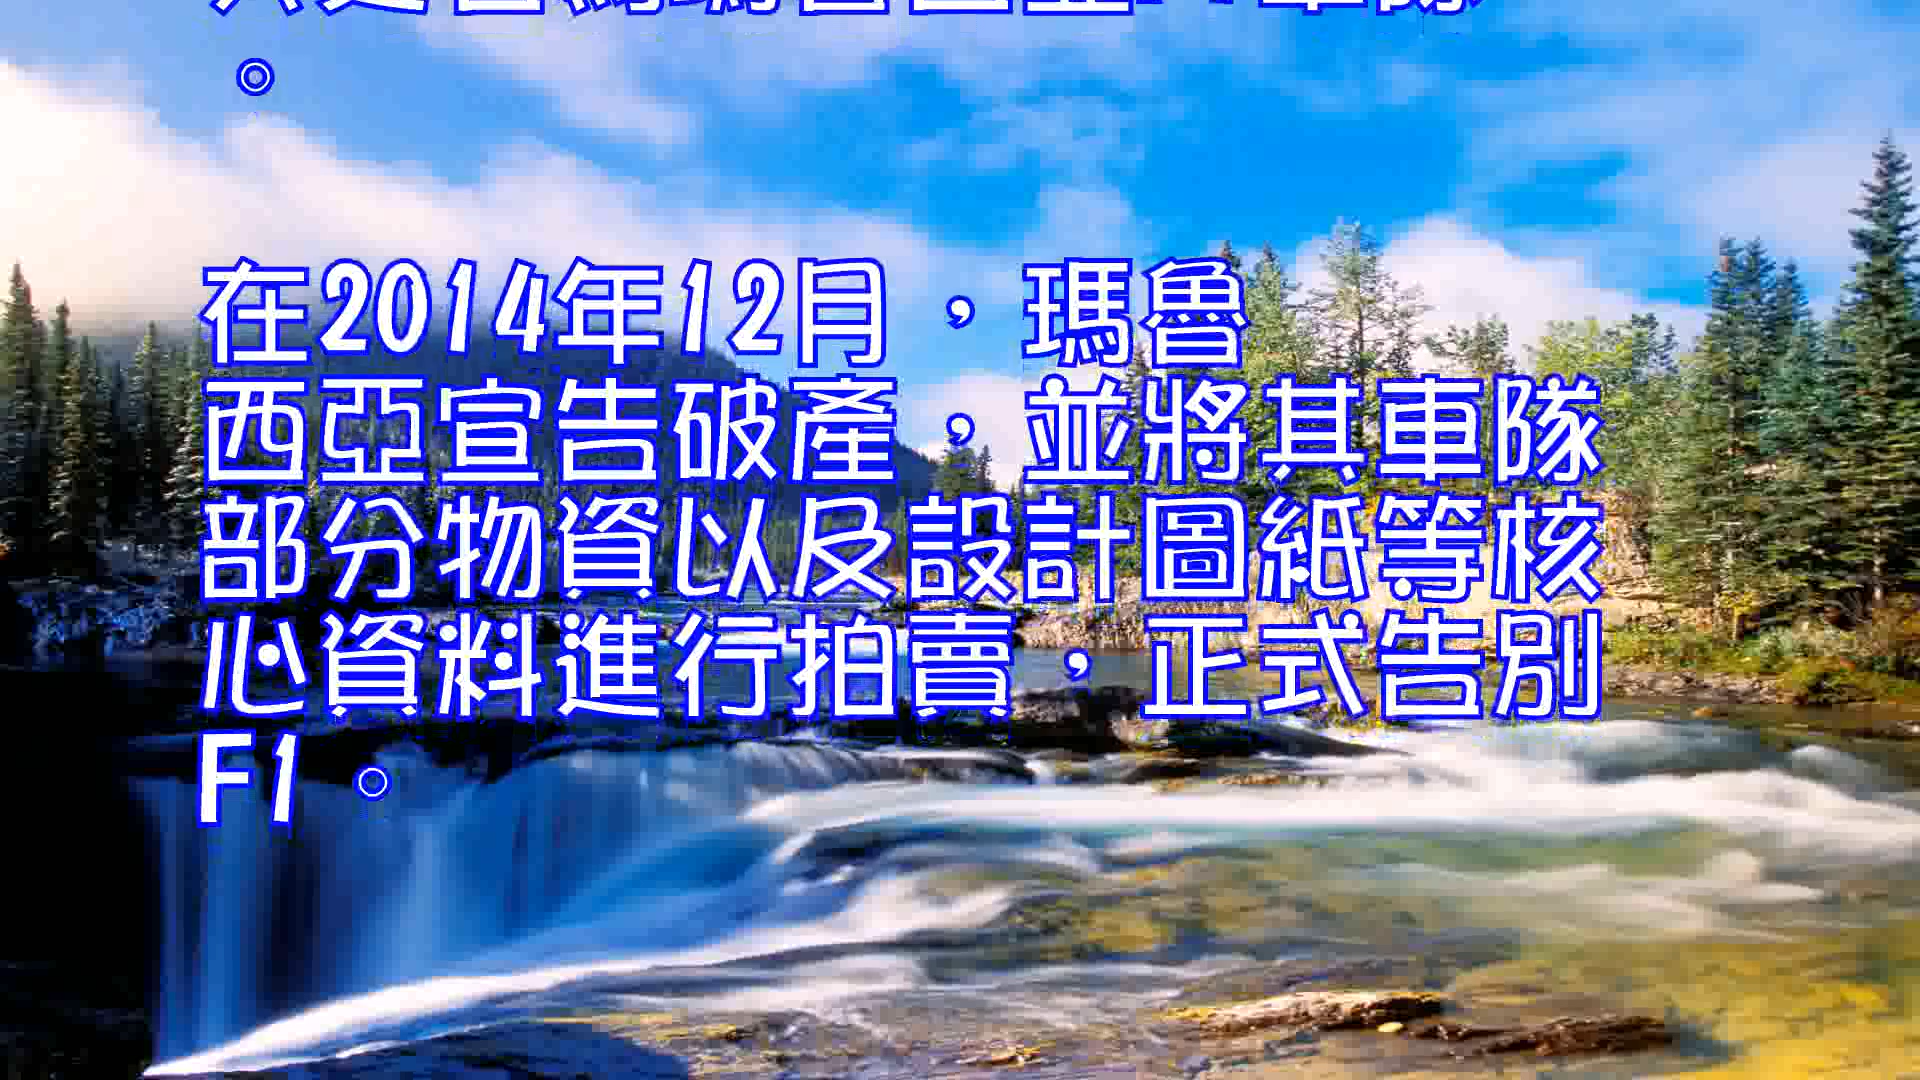 。
在2014年12月，瑪魯
西亞宣告破產，並將其車隊
部分物資以及設計圖紙等核
心資料進行拍賣，正式告別
F1。